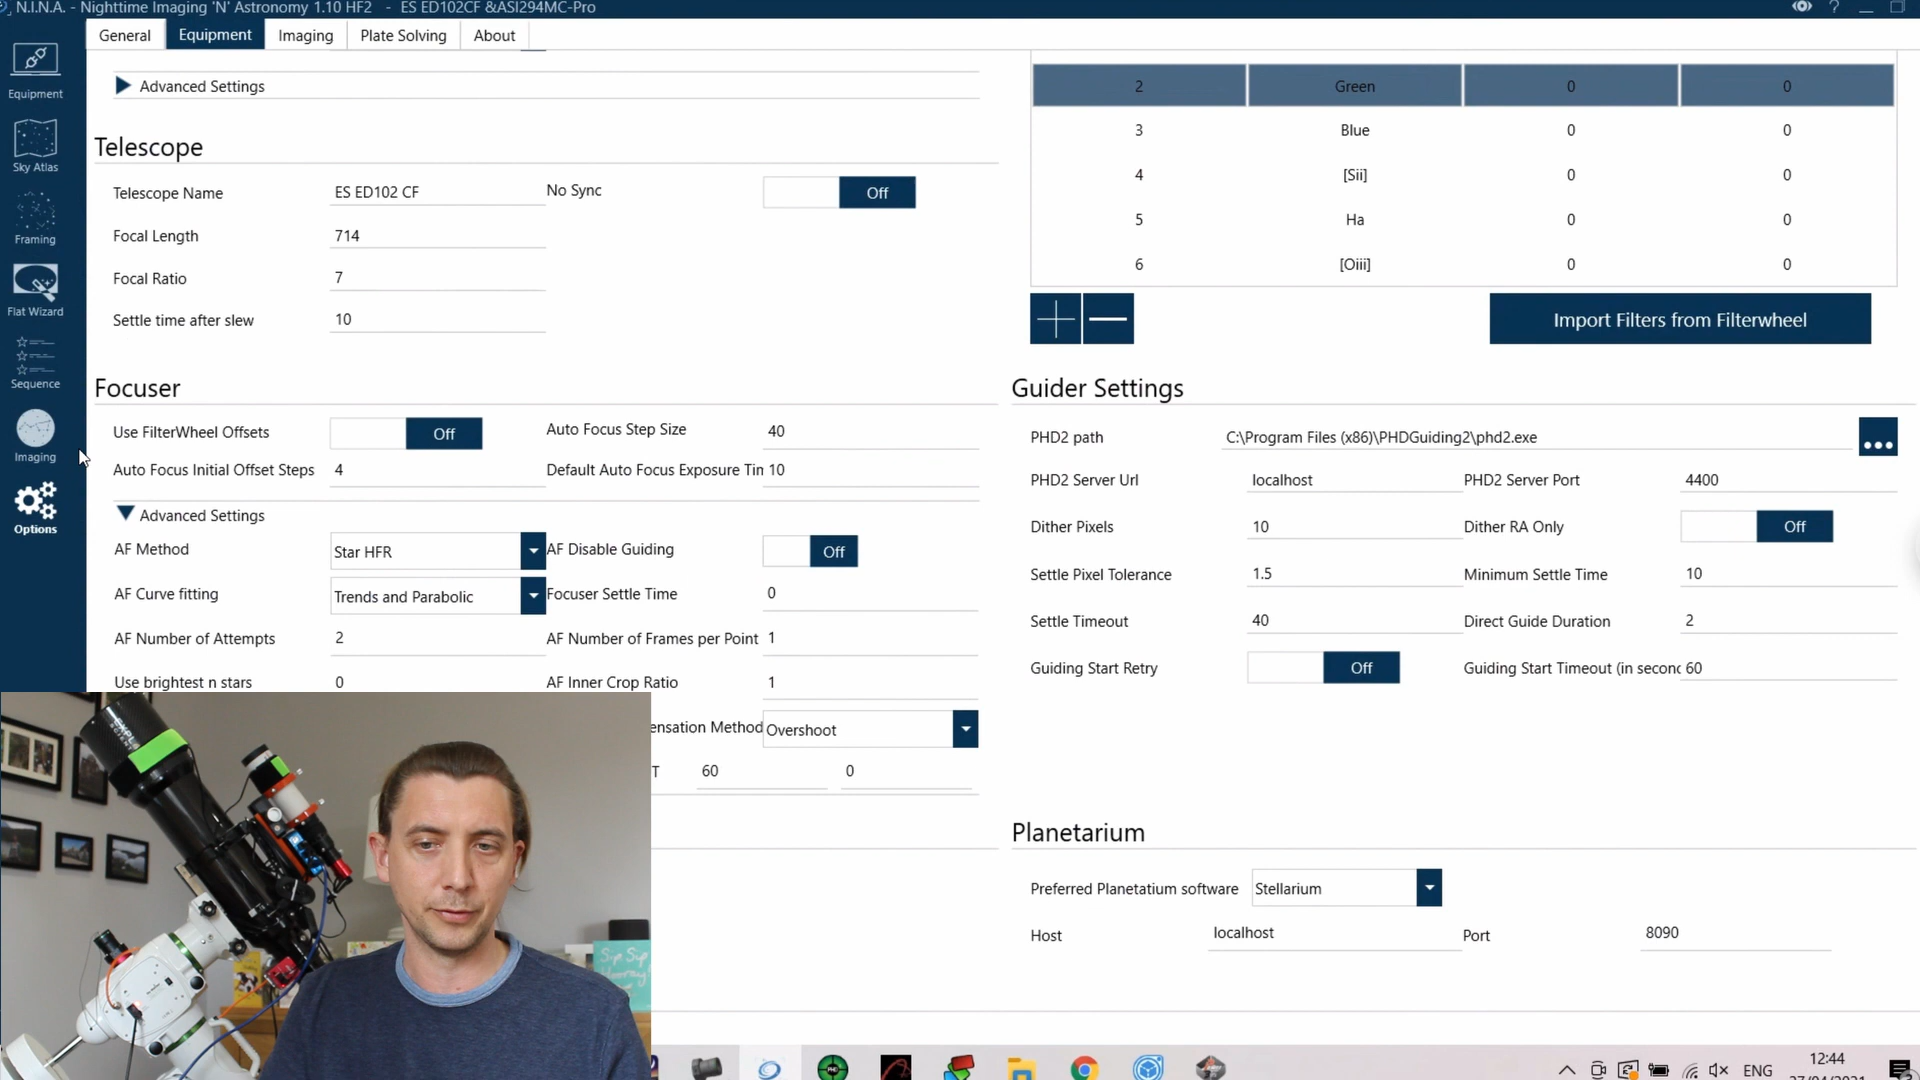 N.I.N.A. - Nighttime Imaging 'N' Astronomy 1.10 HF2 - ES ED102CF &ASI294MC-Pro
General Equipment Imaging Plate Solving About
Equipment
Sky Atlas
Framing
Flat Wizard
Sequence
Imaging
Options
Advanced Settings
Telescope
Telescope Name ES ED102 CF No Sync Off
Focal Length 714
Focal Ratio 7
Settle time after slew 10
Focuser
Use FilterWheel Offsets Off Auto Focus Step Size 40
Auto Focus Initial Offset Steps 4 Default Auto Focus Exposure Tim 10
Advanced Settings
AF Method Star HFR AF Disable Guiding Off
AF Curve fitting Trends and Parabolic Focuser Settle Time 0
AF Number of Attempts 2 AF Number of Frames per Point 1
Use brightest n stars 0 AF Inner Crop Ratio 1
ensation Method Overshoot
T 60 0
2 Green 0 0
3 Blue 0 0
4 [Sii] 0 0
5 Ha 0 0
6 [Oiii] 0 0
Import Filters from Filterwheel
Guider Settings
PHD2 path C:\Program Files (x86)\PHDGuiding2\phd2.exe
PHD2 Server Url localhost PHD2 Server Port 4400
Dither Pixels 10 Dither RA Only Off
Settle Pixel Tolerance 1.5 Minimum Settle Time 10
Settle Timeout 40 Direct Guide Duration 2
Guiding Start Retry Off Guiding Start Timeout (in secon 60
Planetarium
Preferred Planetatium software Stellarium
Host localhost Port 8090
Sip Sip
Hooray!
ENG 12:44
27/04/2021